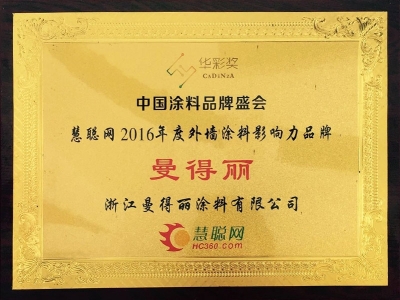 华彩奖
CaDiNaA
中国涂料品牌盛会
慧聪网2016年度外墙涂料影响力品牌
曼得丽
浙江曼得丽涂料有限公司
慧聪网
HC360.com